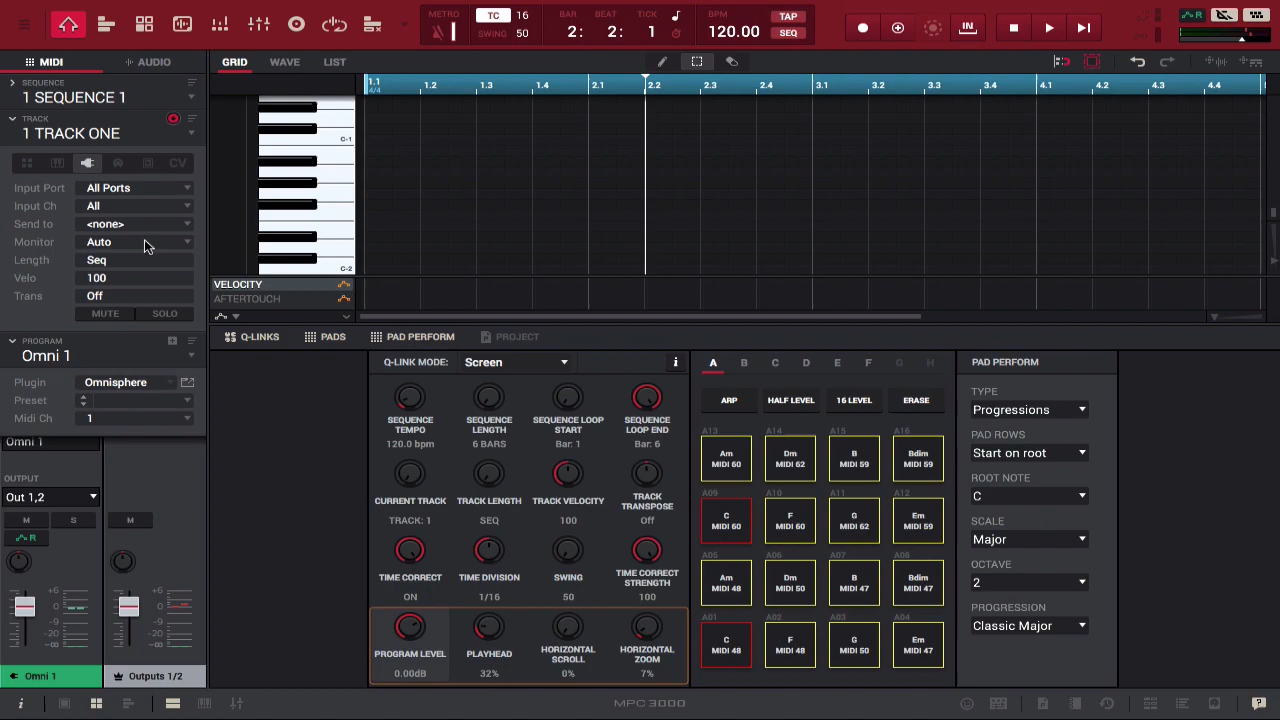 METRO
TC 16
SWING 50
BAR BEAT TICK
2: 2: 1
BPM
120.00
TAP
SEQ
IN
R
MIDI
AUDIO
SEQUENCE
1 SEQUENCE 1
TRACK
1 TRACK ONE
CV
Input Port All Ports
Input Ch All
Send to <none>
Monitor Auto
Length Seq
Velo 100
Trans Off
MUTE SOLO
PROGRAM
Omni 1
Plugin Omnisphere
Preset
Midi Ch 1
Omni 1
OUTPUT
Out 1,2
M S M
R
+6 +6
0 0
-9 -9
-20 -20
Omni 1
Outputs 1/2
GRID WAVE LIST
1.1 1.2 1.3 1.4 2.1 2.2 2.3 2.4 3.1 3.2 3.3 3.4 4.1 4.2 4.3 4.4
4/4
C-1
C-2
VELOCITY
AFTERTOUCH
Q-LINKS PADS PAD PERFORM PROJECT
Q-LINK MODE: Screen
i
SEQUENCE TEMPO
120.0 bpm
SEQUENCE LENGTH
6 BARS
SEQUENCE LOOP START
Bar: 1
SEQUENCE LOOP END
Bar: 6
CURRENT TRACK
TRACK: 1
TRACK LENGTH
SEQ
TRACK VELOCITY
100
TRACK TRANSPOSE
Off
TIME CORRECT
ON
TIME DIVISION
1/16
SWING
50
TIME CORRECT STRENGTH
100
PROGRAM LEVEL
0.00dB
PLAYHEAD
32%
HORIZONTAL SCROLL
0%
HORIZONTAL ZOOM
7%
A B C D E F G H
ARP HALF LEVEL 16 LEVEL ERASE
A13 A14 A15 A16
Am Dm B Bdim
MIDI 60 MIDI 62 MIDI 59 MIDI 59
A09 A10 A11 A12
C F G Em
MIDI 60 MIDI 60 MIDI 62 MIDI 59
A05 A06 A07 A08
Am Dm B Bdim
MIDI 48 MIDI 50 MIDI 47 MIDI 47
A01 A02 A03 A04
C F G Em
MIDI 48 MIDI 48 MIDI 50 MIDI 47
PAD PERFORM
TYPE
Progressions
PAD ROWS
Start on root
ROOT NOTE
C
SCALE
Major
OCTAVE
2
PROGRESSION
Classic Major
i
MPC 3000